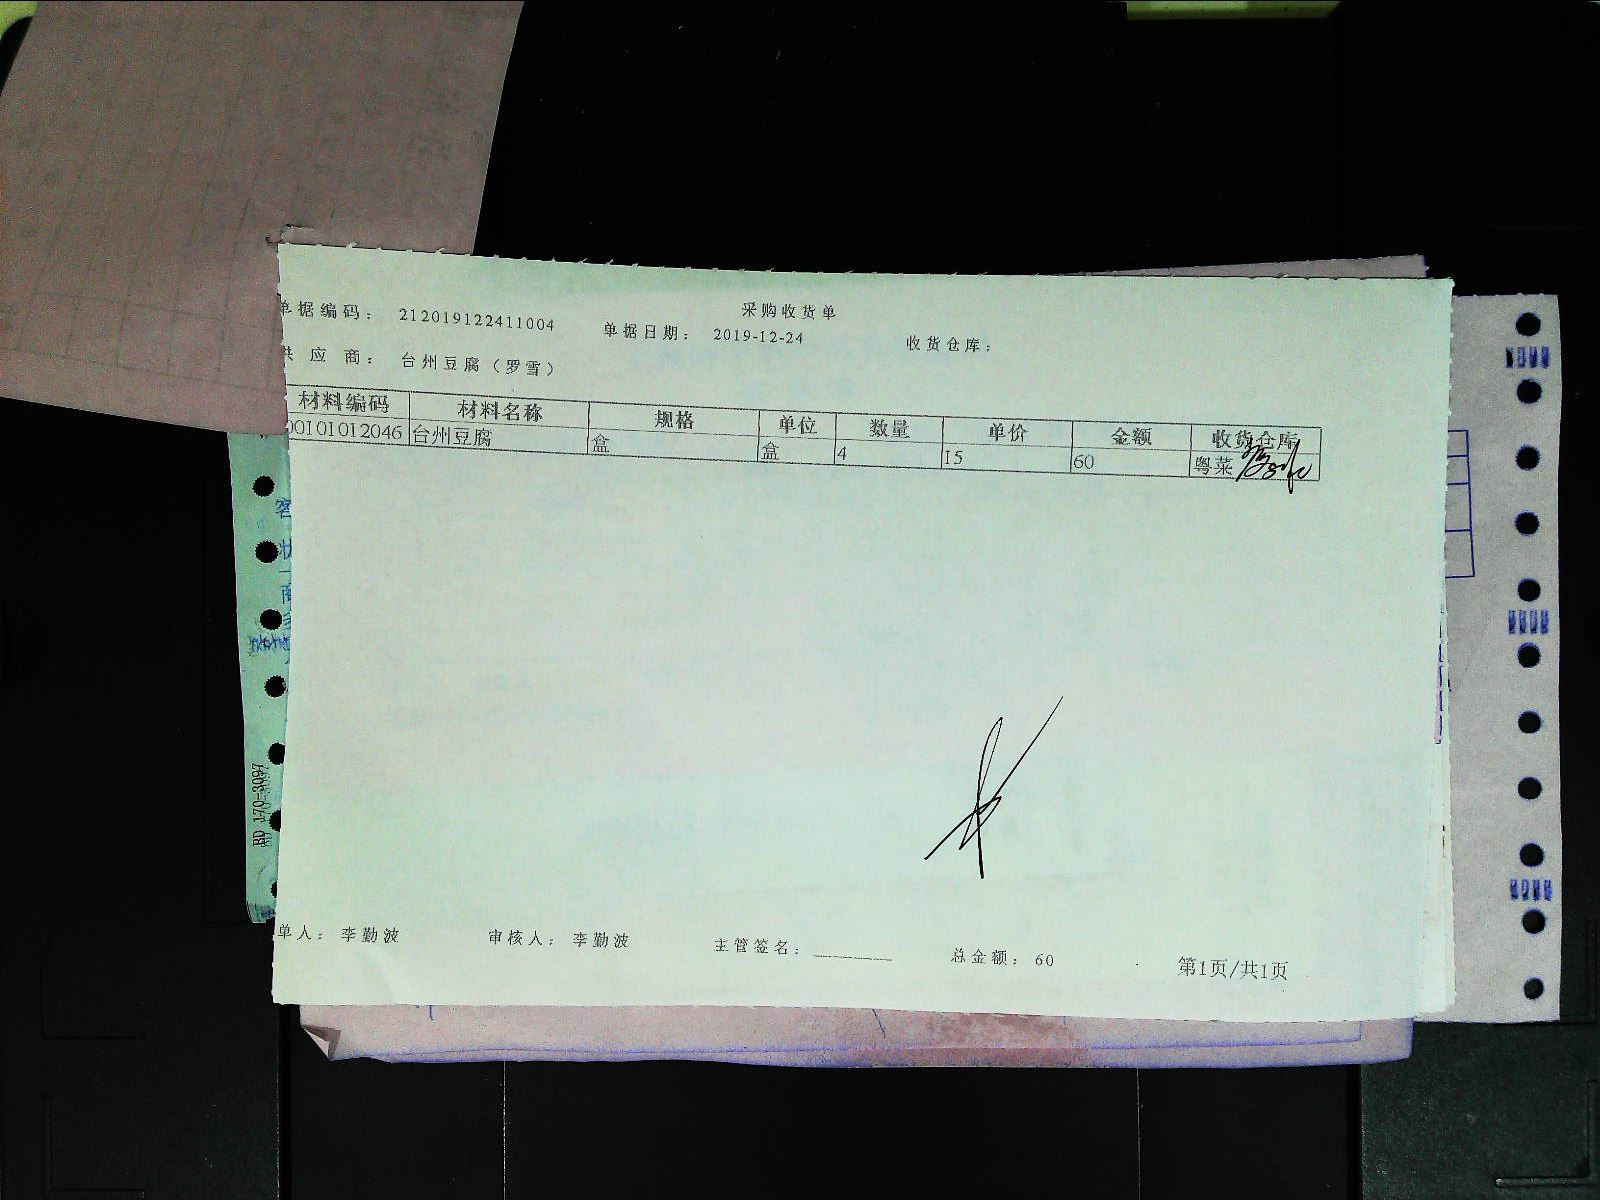 采购收货单
单据编码： 212019122411004 单据日期： 2019-12-24 收货仓库：
供应商： 台州豆腐（罗雪）
材料编码 材料名称 规格 单位 数量 单价 金额 收货仓库
00101012046 台州豆腐 盒 盒 4 15 60 粤菜
单人： 李勤波 审核人： 李勤波 主管签名： 总金额： 60 第1页/共1页
BD 170-3097